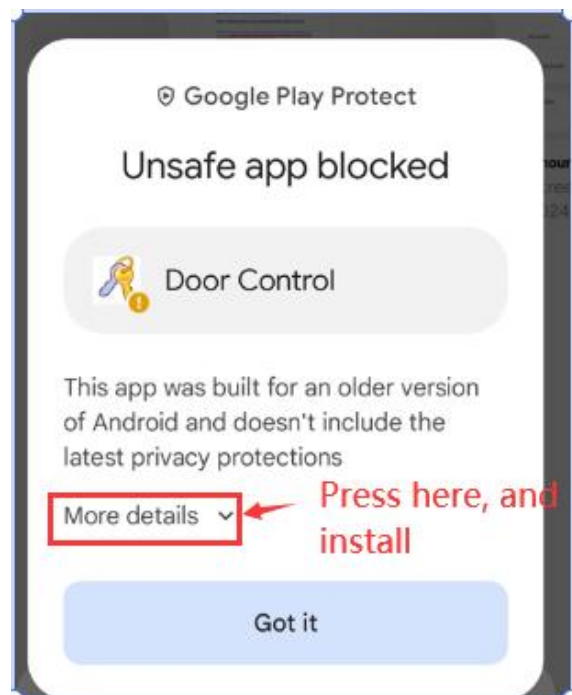 Google Play Protect
Unsafe app blocked
Door Control
This app was built for an older version
of Android and doesn't include the
latest privacy protections
More details
Press here, and
install
Got it